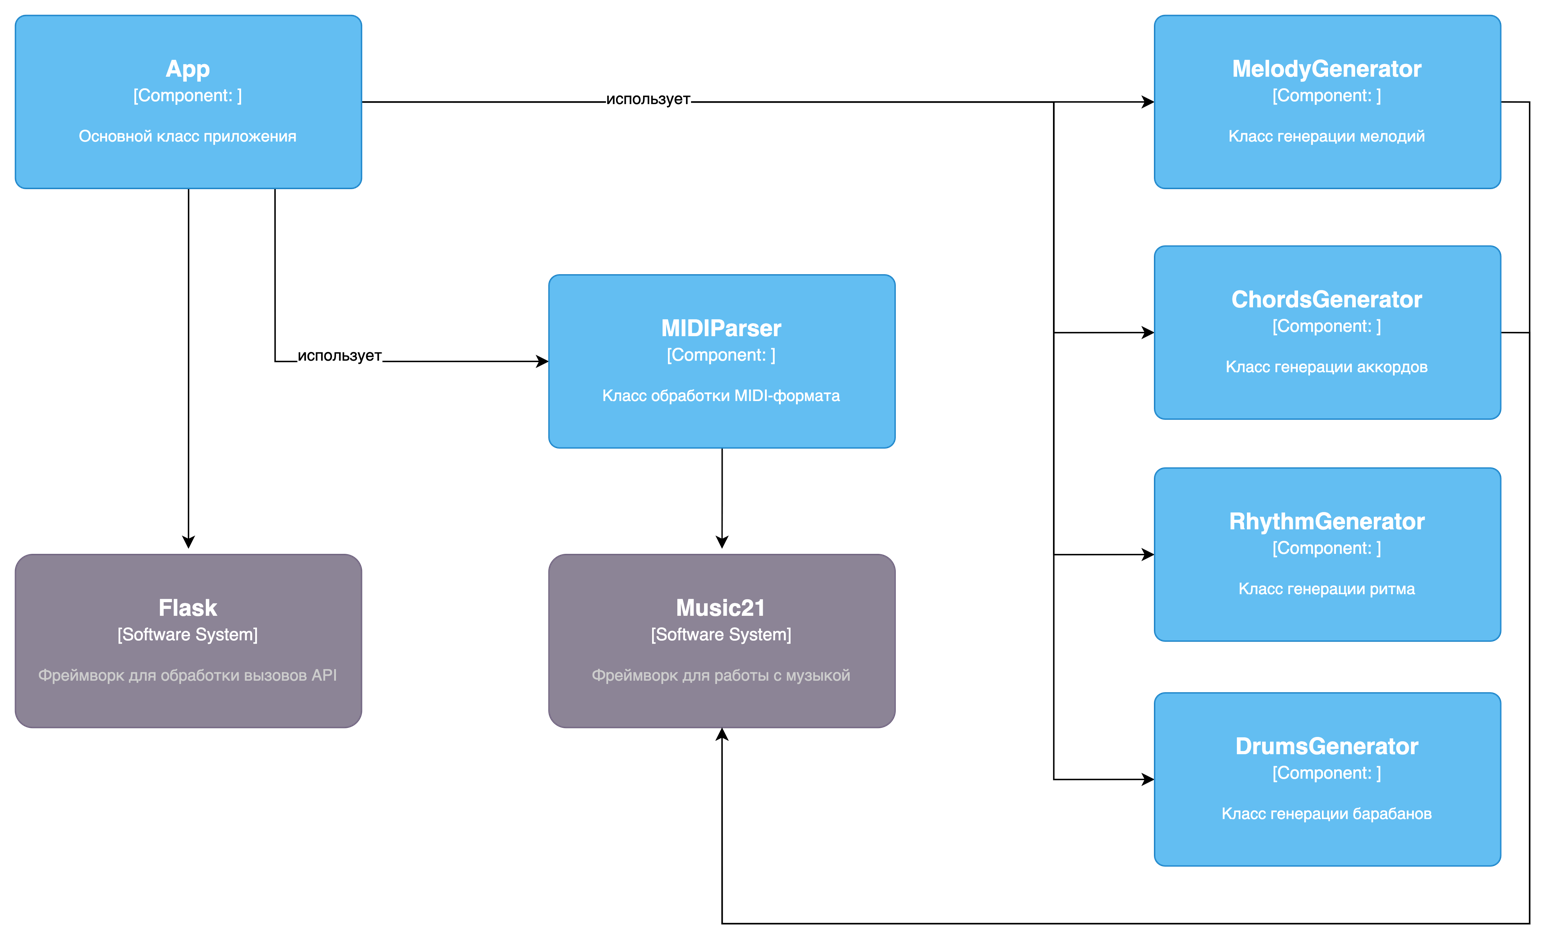 App
[Component: ]
Основной класс приложения
использует
MelodyGenerator
[Component: ]
Класс генерации мелодий
ChordsGenerator
[Component: ]
Класс генерации аккордов
использует
MIDIParser
[Component: ]
Класс обработки MIDI-формата
RhythmGenerator
[Component: ]
Класс генерации ритма
Flask
[Software System]
Фреймворк для обработки вызовов API
Music21
[Software System]
Фреймворк для работы с музыкой
DrumsGenerator
[Component: ]
Класс генерации барабанов